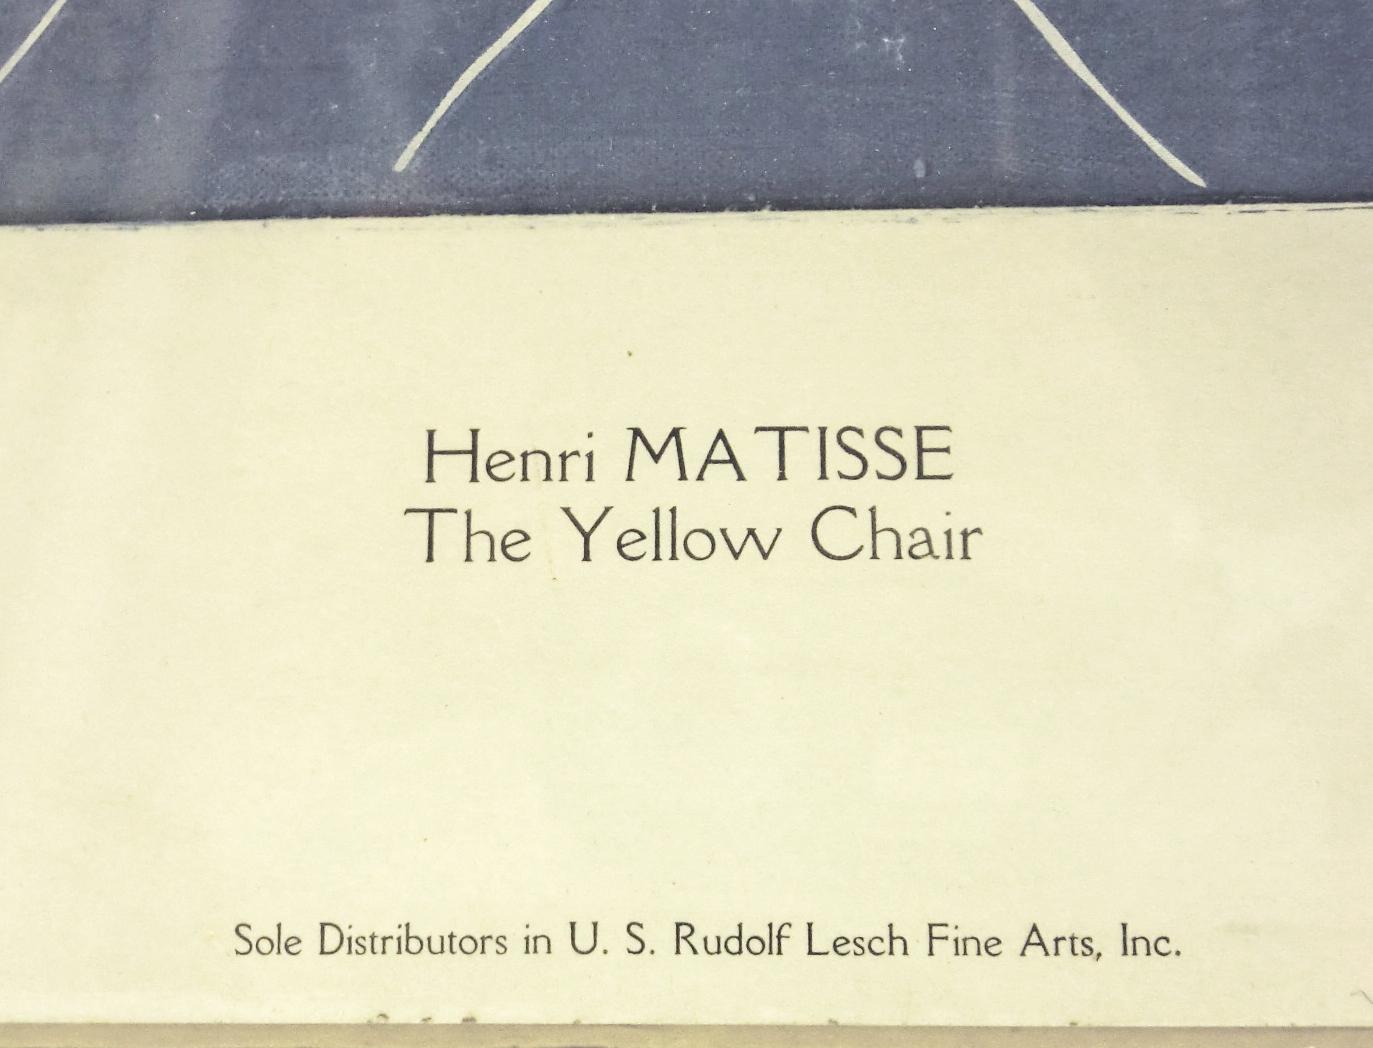 Henri MATISSE
The Yellow Chair
Sole Distributors in U. S. Rudolf Lesch Fine Arts, Inc.